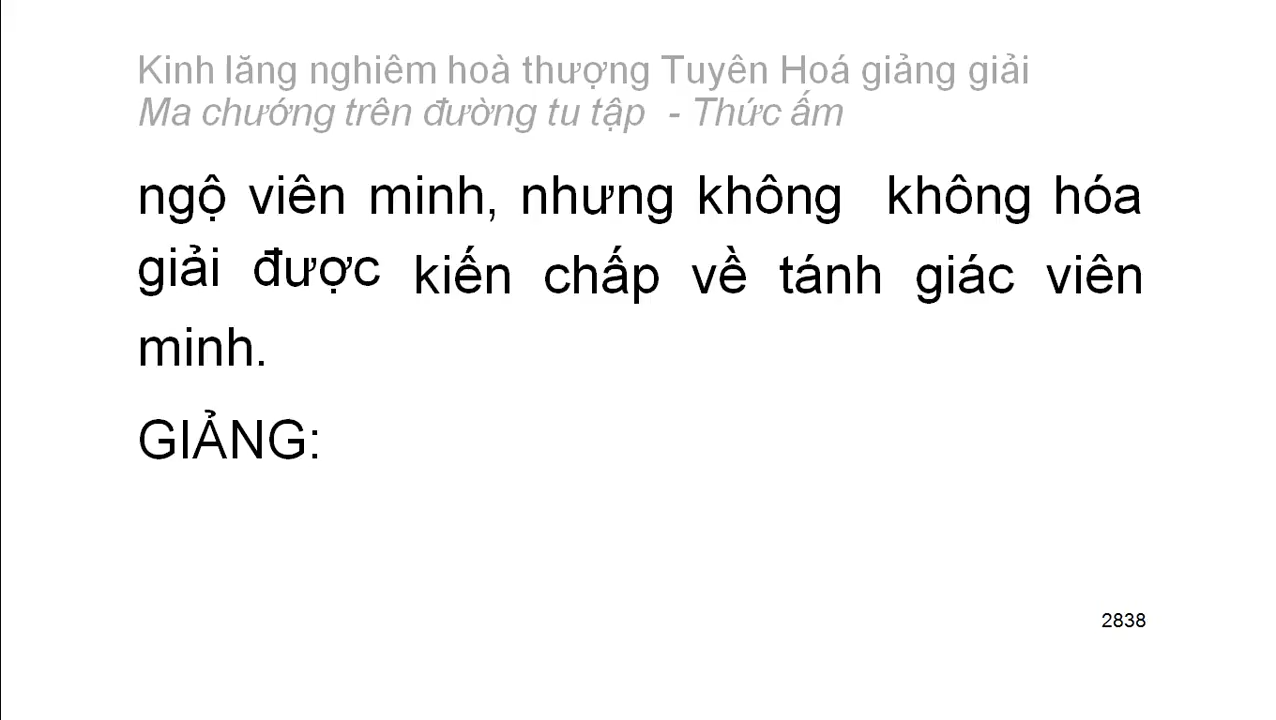 Kinh lăng nghiêm hoà thượng Tuyên Hoá giảng giải
Ma chướng trên đường tu tập - Thức ấm
ngộ viên minh, nhưng không không hóa
giải được kiến chấp về tánh giác viên
minh.
GIẢNG:
2838